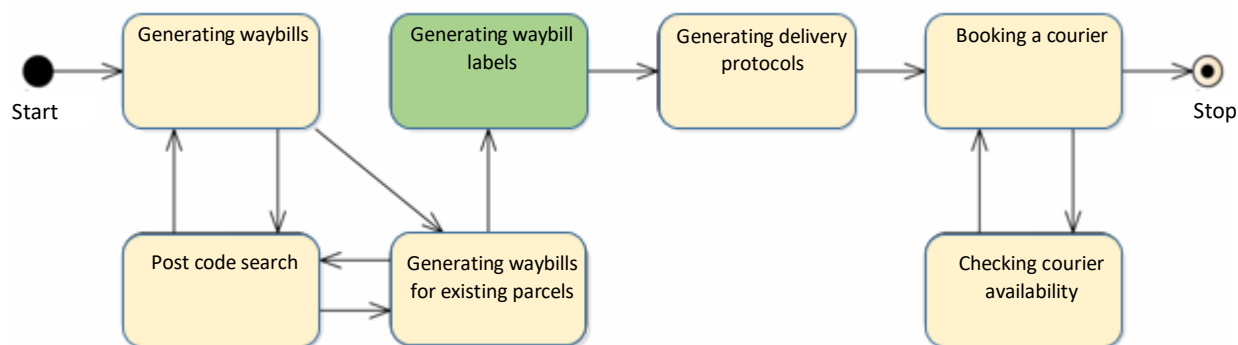 Generating waybills
Generating waybill
labels
Generating delivery
protocols
Booking a courier
Start
Stop
Post code search
Generating waybills
for existing parcels
Checking courier
availability